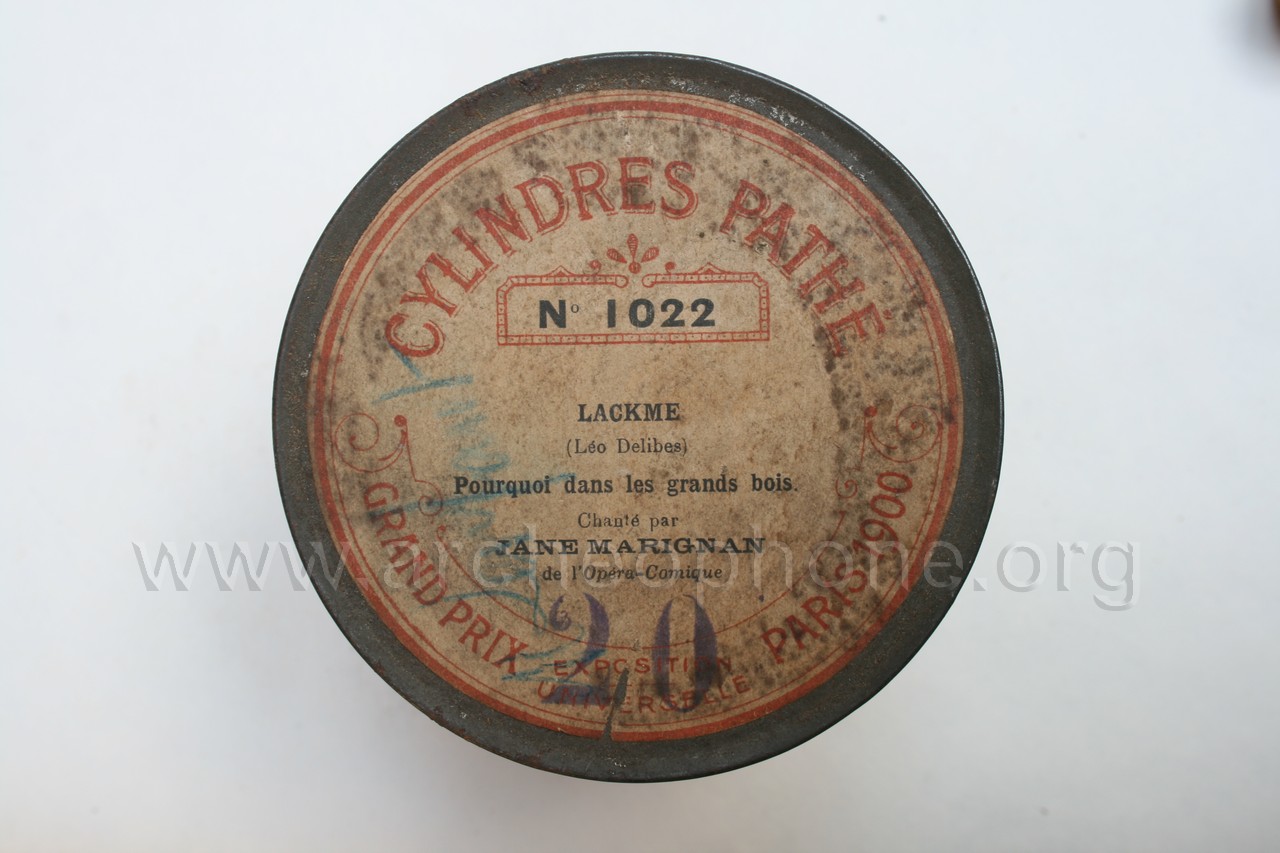 CYLINDRES PATHÉ
No 1022
LACKME
(Léo Delibes)
Pourquoi dans les grands bois.
Chanté par
JANE MARIGNAN
de l'Opéra-Comique
20
GRAND PRIX EXPOSITION UNIVERSELLE PARIS 1900
www.archeophone.org